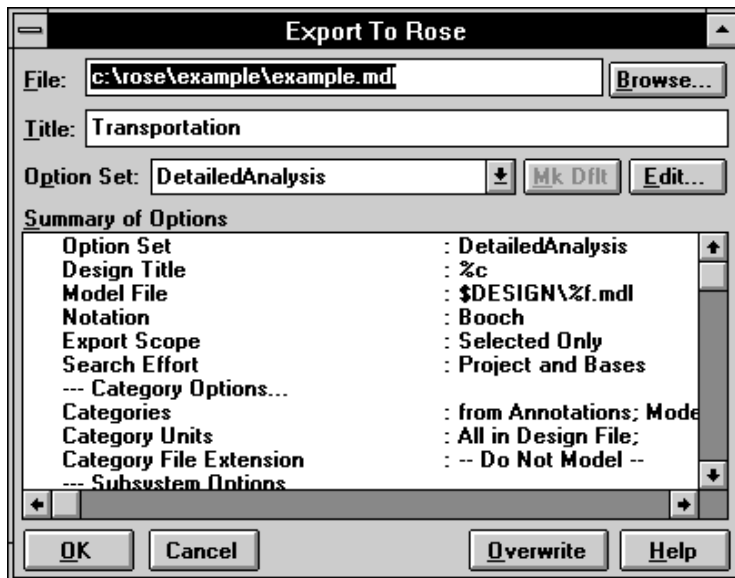 Export To Rose
File: c:\rose\example\example.mdl Browse...
Title: Transportation
Option Set: DetailedAnalysis Mk Dflt Edit...
Summary of Options
Option Set : DetailedAnalysis
Design Title : %c
Model File : $DESIGN\%f.mdl
Notation : Booch
Export Scope : Selected Only
Search Effort : Project and Bases
--- Category Options...
Categories : from Annotations; Mode
Category Units : All in Design File;
Category File Extension : -- Do Not Model --
--- Subsystem Options
OK Cancel Overwrite Help